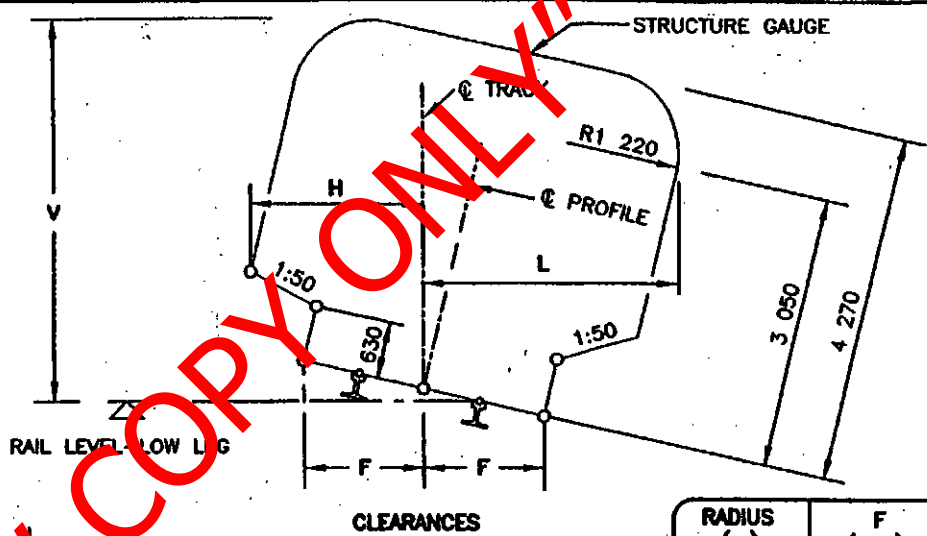 STRUCTURE GAUGE
℄ TRACK
R1 220
H
℄ PROFILE
V
L
1:50
1:50
630
3 050
4 270
RAIL LEVEL-LOW LEG
F
F
CLEARANCES
RADIUS
F
COPY ONLY"